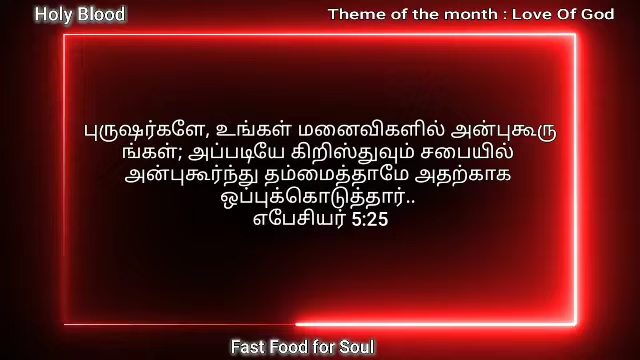 Holy Blood
Theme of the month : Love Of God
புருஷர்களே, உங்கள் மனைவிகளில் அன்புகூரு
ங்கள்; அப்படியே கிறிஸ்துவும் சபையில்
அன்புகூர்ந்து தம்மைத்தாமே அதற்காக
ஒப்புக்கொடுத்தார்..
எபேசியர் 5:25
Fast Food for Soul